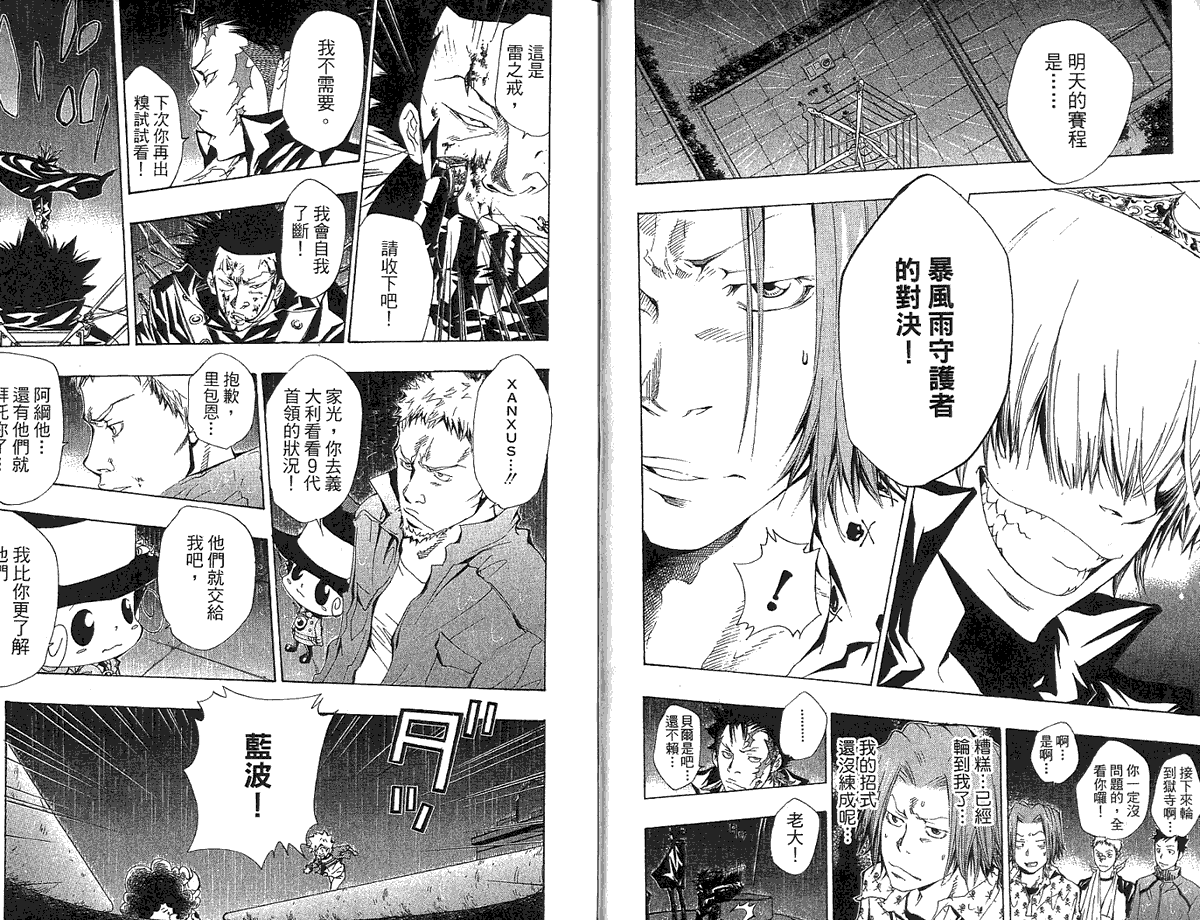 明天的賽程
是……
暴風雨守護者
的對決！
！
接下來輪
到獄寺啊…
你一定沒
問題的，全
看你囉！
啊…
是啊…
糟糕…已經
輪到我了…
我的招式
還沒練成呢…
………
貝爾是吧…
還不賴…
老大！
這是
雷之戒，
請收下吧！
我不需要。
下次你再出
糗試試看！
我會自我
了斷！
XANXUS…!!
家光，你去義
大利看看9代
首領的狀況！
抱歉，
里包恩…
阿綱他…
還有他們就
拜托你了…
他們就交給
我吧，
我比你更了解
他們
ダッ
藍波！